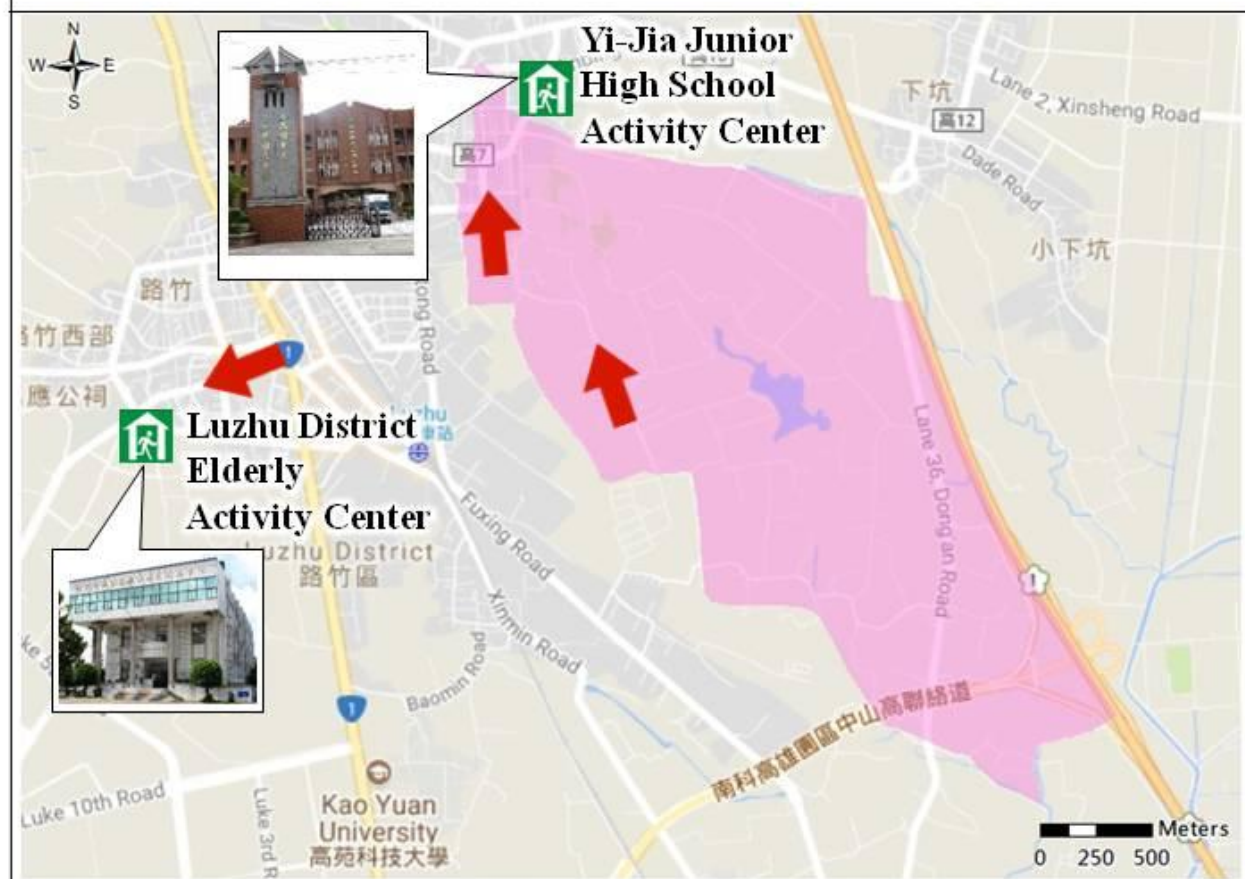 N
W E
S
Yi-Jia Junior
High School
Activity Center
高7
下坑
高12
Lane 2, Xinsheng Road
Dade Road
小下坑
路竹
竹西部
應公祠
1
Luzhu District
Elderly
Activity Center
Luzhu District
路竹區
Fuxing Road
Xinmin Road
Baomin Road
Lane 36, Dong'an Road
1
1
南科高雄園區中山高聯絡道
Luke 10th Road
Luke 3rd R
Kao Yuan
University
高苑科技大學
Meters
0 250 500